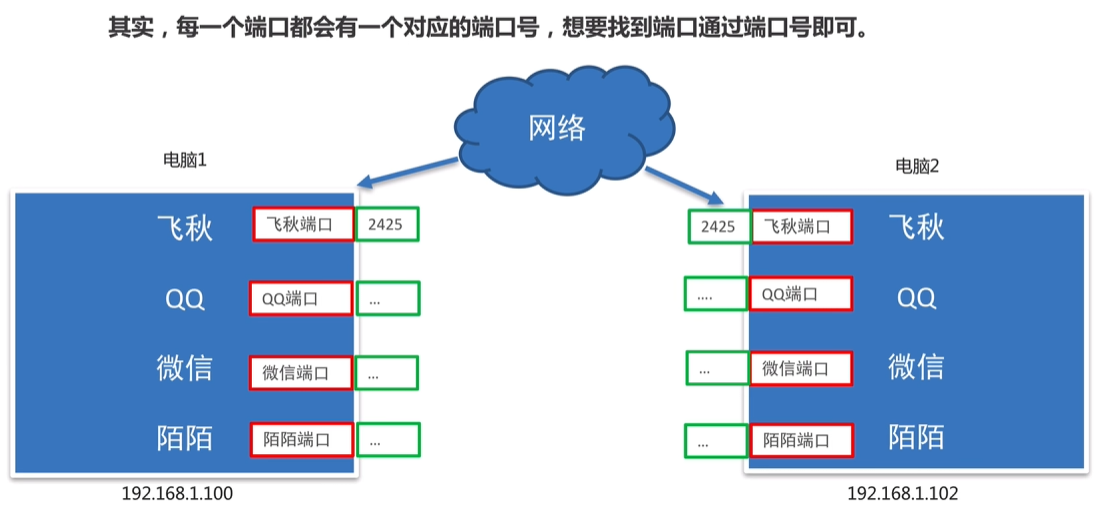 其实，每一个端口都会有一个对应的端口号，想要找到端口通过端口号即可。
网络
电脑1
电脑2
飞秋 飞秋端口 2425
2425 飞秋端口 飞秋
QQ QQ端口 ...
.... QQ端口 QQ
微信 微信端口 ...
... 微信端口 微信
陌陌 陌陌端口 ...
... 陌陌端口 陌陌
192.168.1.100
192.168.1.102